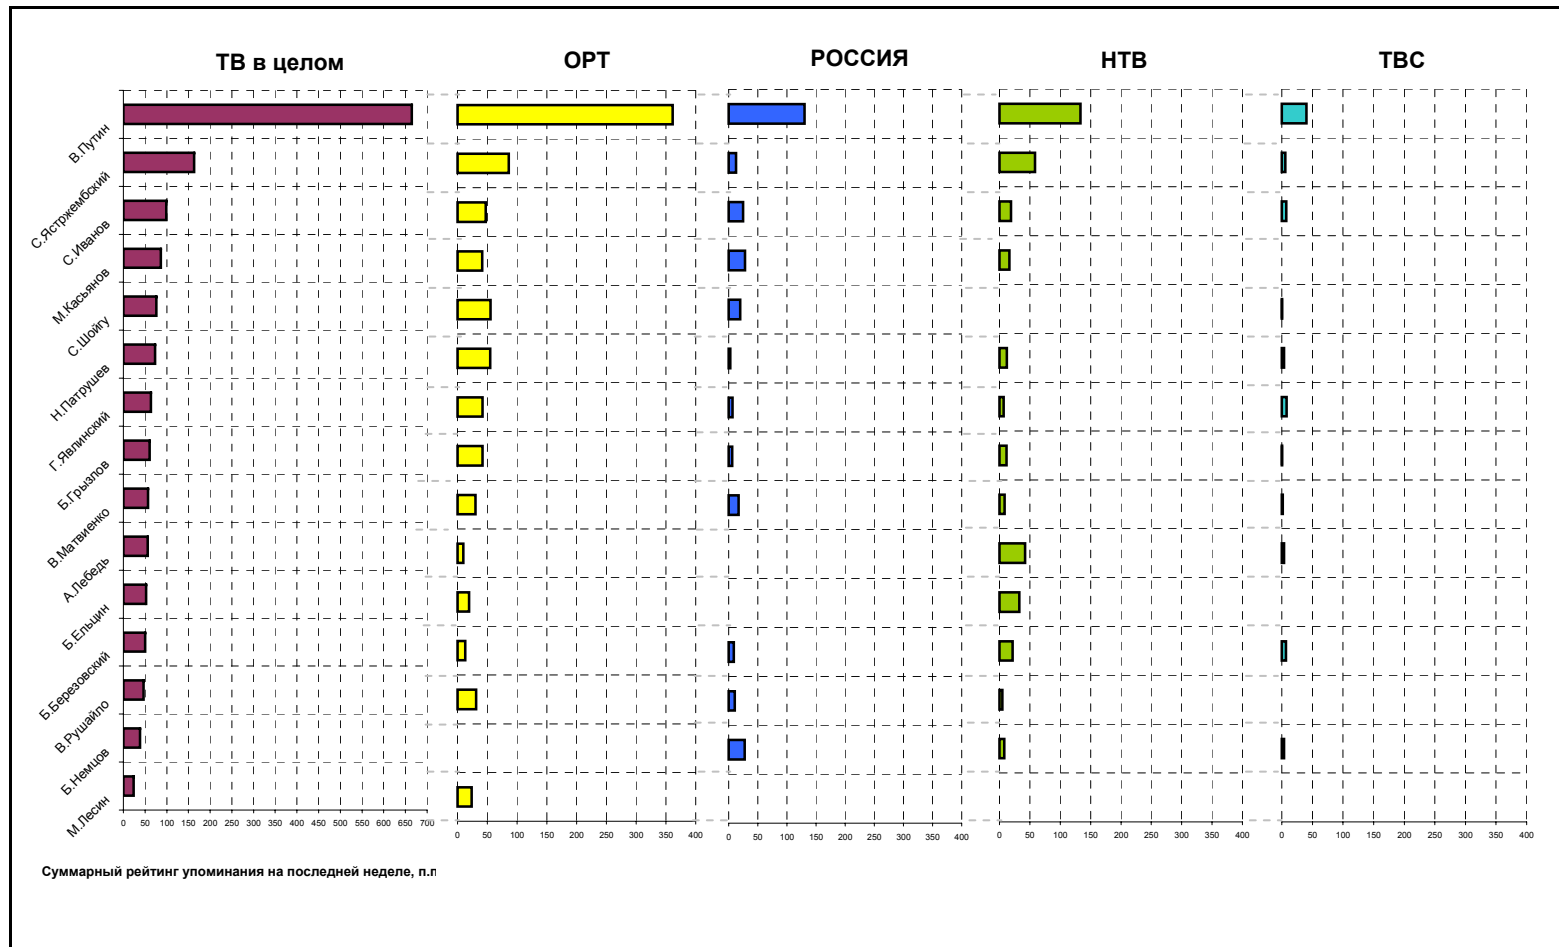 ТВ в целом
ОРТ
РОССИЯ
НТВ
ТВС
В.Путин
С.Ястржембский
С.Иванов
М.Касьянов
С.Шойгу
Н.Патрушев
Г.Явлинский
Б.Грызлов
В.Матвиенко
А.Лебедь
Б.Ельцин
Б.Березовский
В.Рушайло
Б.Немцов
М.Лесин
0 50 100 150 200 250 300 350 400 450 500 550 600 650 700
0 50 100 150 200 250 300 350 400
0 50 100 150 200 250 300 350 400
0 50 100 150 200 250 300 350 400
0 50 100 150 200 250 300 350 400
Суммарный рейтинг упоминания на последней неделе, п.п